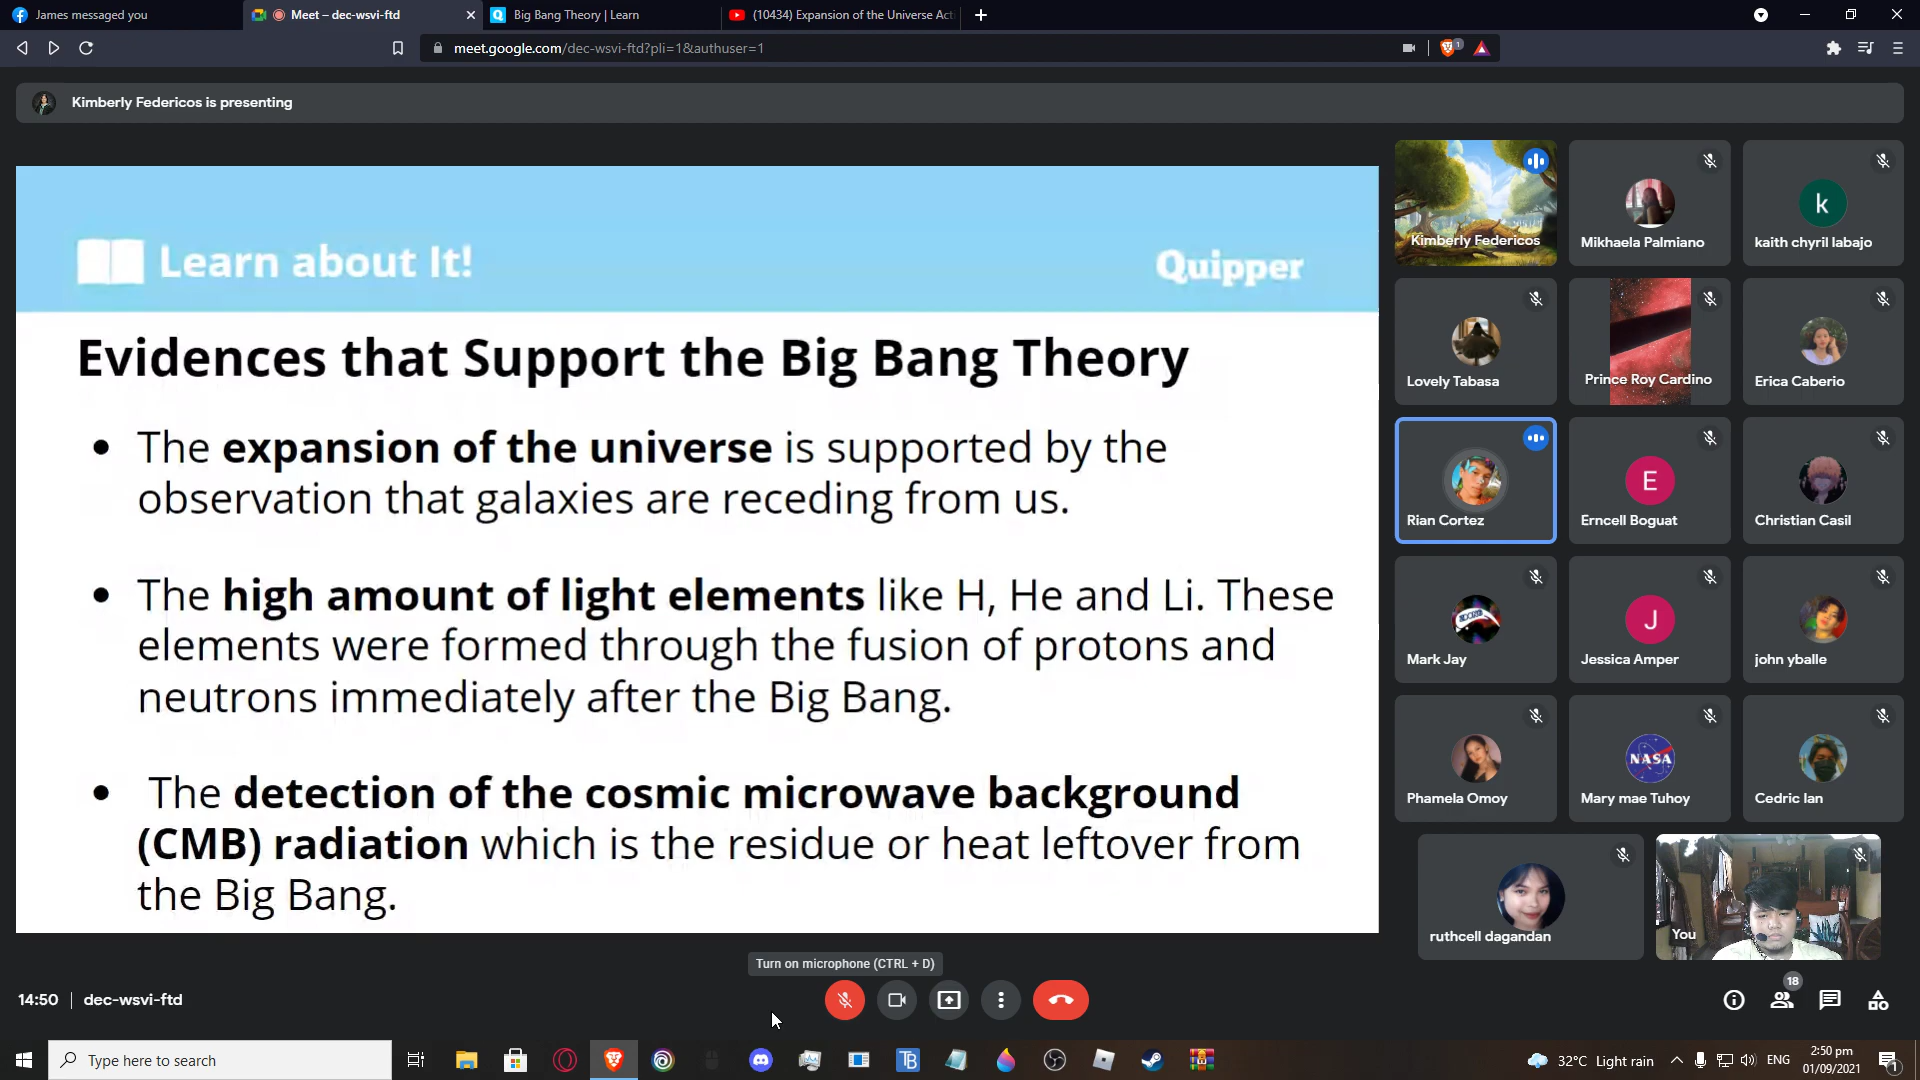 James messaged you
Meet – dec-wsvi-ftd
Big Bang Theory | Learn
(10434) Expansion of the Universe Act
meet.google.com/dec-wsvi-ftd?pli=1&authuser=1
1
Kimberly Federicos is presenting
Learn about It!
Quipper
Evidences that Support the Big Bang Theory
• The expansion of the universe is supported by the
observation that galaxies are receding from us.
• The high amount of light elements like H, He and Li. These
elements were formed through the fusion of protons and
neutrons immediately after the Big Bang.
• The detection of the cosmic microwave background
(CMB) radiation which is the residue or heat leftover from
the Big Bang.
Kimberly Federicos
Mikhaela Palmiano
k
kaith chyril labajo
Lovely Tabasa
Prince Roy Cardino
Erica Caberio
Rian Cortez
E
Erncell Boguat
Christian Casil
Mark Jay
J
Jessica Amper
john yballe
Phamela Omoy
NASA
Mary mae Tuhoy
Cedric Ian
ruthcell dagandan
You
Turn on microphone (CTRL + D)
14:50 | dec-wsvi-ftd
18
Type here to search
TB
32°C Light rain
ENG
2:50 pm
01/09/2021
1